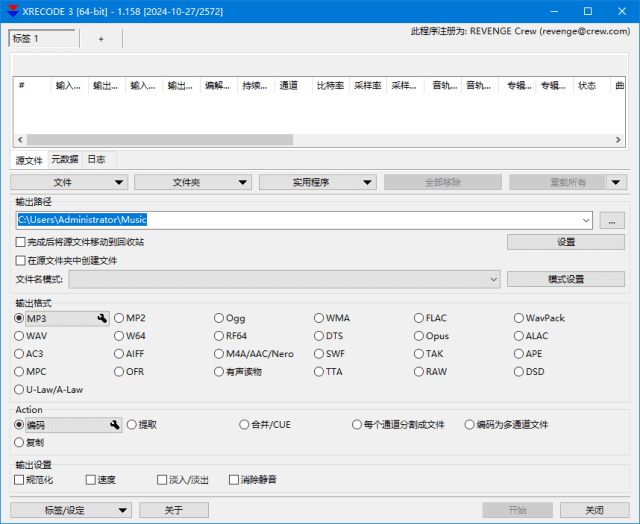 XRECODE 3 [64-bit] - 1.158 [2024-10-27/2572]
标签 1 + 此程序注册为: REVENGE Crew (revenge@crew.com)
# 输入... 输出... 输入... 输出... 编解... 持续... 通道 比特率 采样率 采样... 音轨... 音轨... 专辑... 专辑... 状态 曲
源文件 元数据 日志
文件 文件夹 实用程序 全部移除 重载所有
输出路径
C:\Users\Administrator\Music ...
完成后将源文件移动到回收站 设置
在源文件夹中创建文件
文件名模式: 模式设置
输出格式
MP3 MP2 Ogg WMA FLAC WavPack
WAV W64 RF64 DTS Opus ALAC
AC3 AIFF M4A/AAC/Nero SWF TAK APE
MPC OFR 有声读物 TTA RAW DSD
U-Law/A-Law
Action
编码 提取 合并/CUE 每个通道分割成文件 编码为多通道文件
复制
输出设置
规范化 速度 淡入/淡出 消除静音
标签/设定 关于 开始 关闭